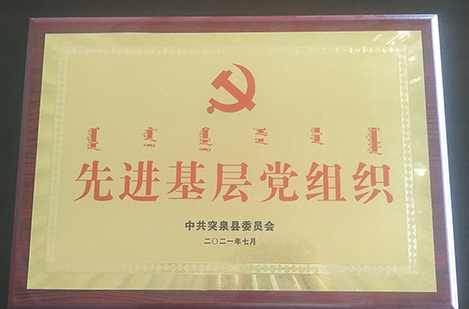 先进基层党组织
中共突泉县委员会
二〇二一年七月